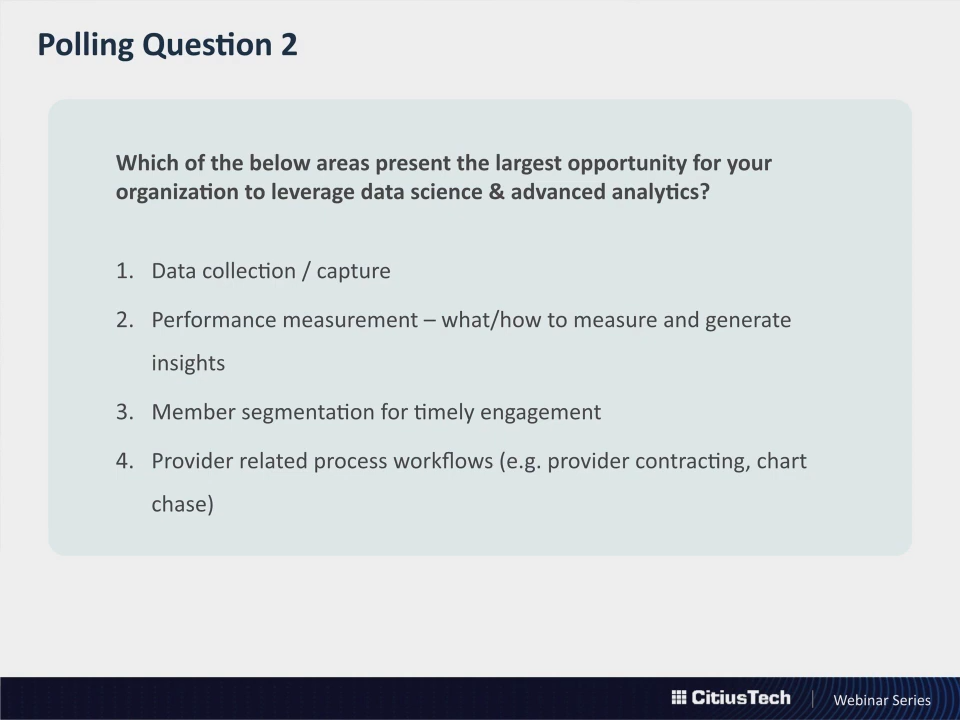 Polling Question 2
Which of the below areas present the largest opportunity for your
organization to leverage data science & advanced analytics?
1. Data collection / capture
2. Performance measurement – what/how to measure and generate
insights
3. Member segmentation for timely engagement
4. Provider related process workflows (e.g. provider contracting, chart
chase)
CitiusTech | Webinar Series